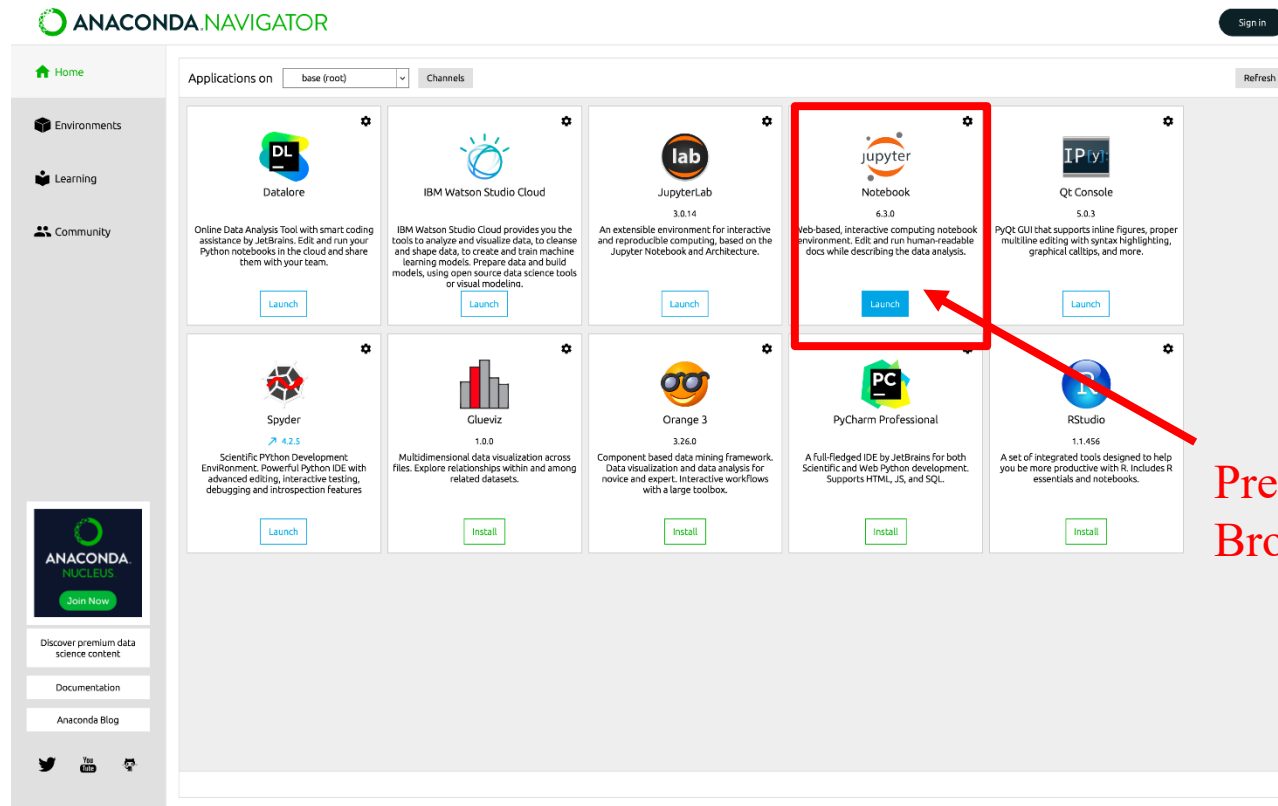 ANACONDA.NAVIGATOR
Sign in
Home
Environments
Learning
Community
Applications on base (root) Channels
Refresh
DL
Datalore
Online Data Analysis Tool with smart coding
assistance by JetBrains. Edit and run your
Python notebooks in the cloud and share
them with your team.
Launch
IBM Watson Studio Cloud
IBM Watson Studio Cloud provides you the
tools to analyze and visualize data, to cleanse
and shape data, to create and train machine
learning models. Prepare data and build
models, using open source data science tools
or visual modeling.
Launch
lab
JupyterLab
3.0.14
An extensible environment for interactive
and reproducible computing, based on the
Jupyter Notebook and Architecture.
Launch
jupyter
Notebook
6.3.0
Web-based, interactive computing notebook
environment. Edit and run human-readable
docs while describing the data analysis.
Launch
IP[y]:
Qt Console
5.0.3
PyQt GUI that supports inline figures, proper
multiline editing with syntax highlighting,
graphical calltips, and more.
Launch
Spyder
4.2.5
Scientific PYthon Development
EnviRonment. Powerful Python IDE with
advanced editing, interactive testing,
debugging and introspection features
Launch
Glueviz
1.0.0
Multidimensional data visualization across
files. Explore relationships within and among
related datasets.
Install
Orange 3
3.26.0
Component based data mining framework.
Data visualization and data analysis for
novice and expert. Interactive workflows
with a large toolbox.
Install
PC
PyCharm Professional
A full-fledged IDE by JetBrains for both
Scientific and Web Python development.
Supports HTML, JS, and SQL.
Install
R
RStudio
1.1.456
A set of integrated tools designed to help
you be more productive with R. Includes R
essentials and notebooks.
Install
Pre
Bro
ANACONDA.
NUCLEUS
Join Now
Discover premium data
science content
Documentation
Anaconda Blog
You
Tube